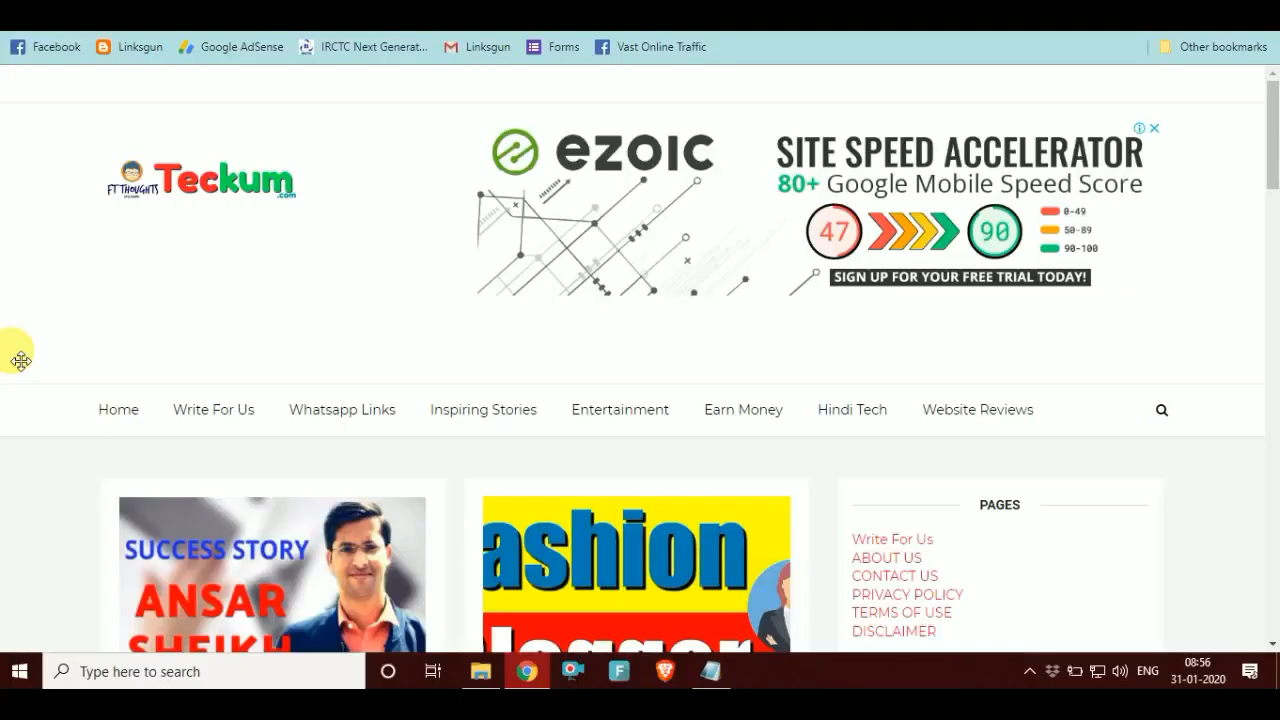 Facebook Linksgun Google AdSense IRCTC Next Generat... Linksgun Forms Vast Online Traffic Other bookmarks
FT THOUGHTS
Teckum
.com
ezoic
SITE SPEED ACCELERATOR
80+ Google Mobile Speed Score
47 90
0-49
50-89
90-100
SIGN UP FOR YOUR FREE TRIAL TODAY!
Home Write For Us Whatsapp Links Inspiring Stories Entertainment Earn Money Hindi Tech Website Reviews
SUCCESS STORY
ANSAR
SHEIKH
ashion
logger
PAGES
Write For Us
ABOUT US
CONTACT US
PRIVACY POLICY
TERMS OF USE
DISCLAIMER
Type here to search
ENG
08:56
31-01-2020